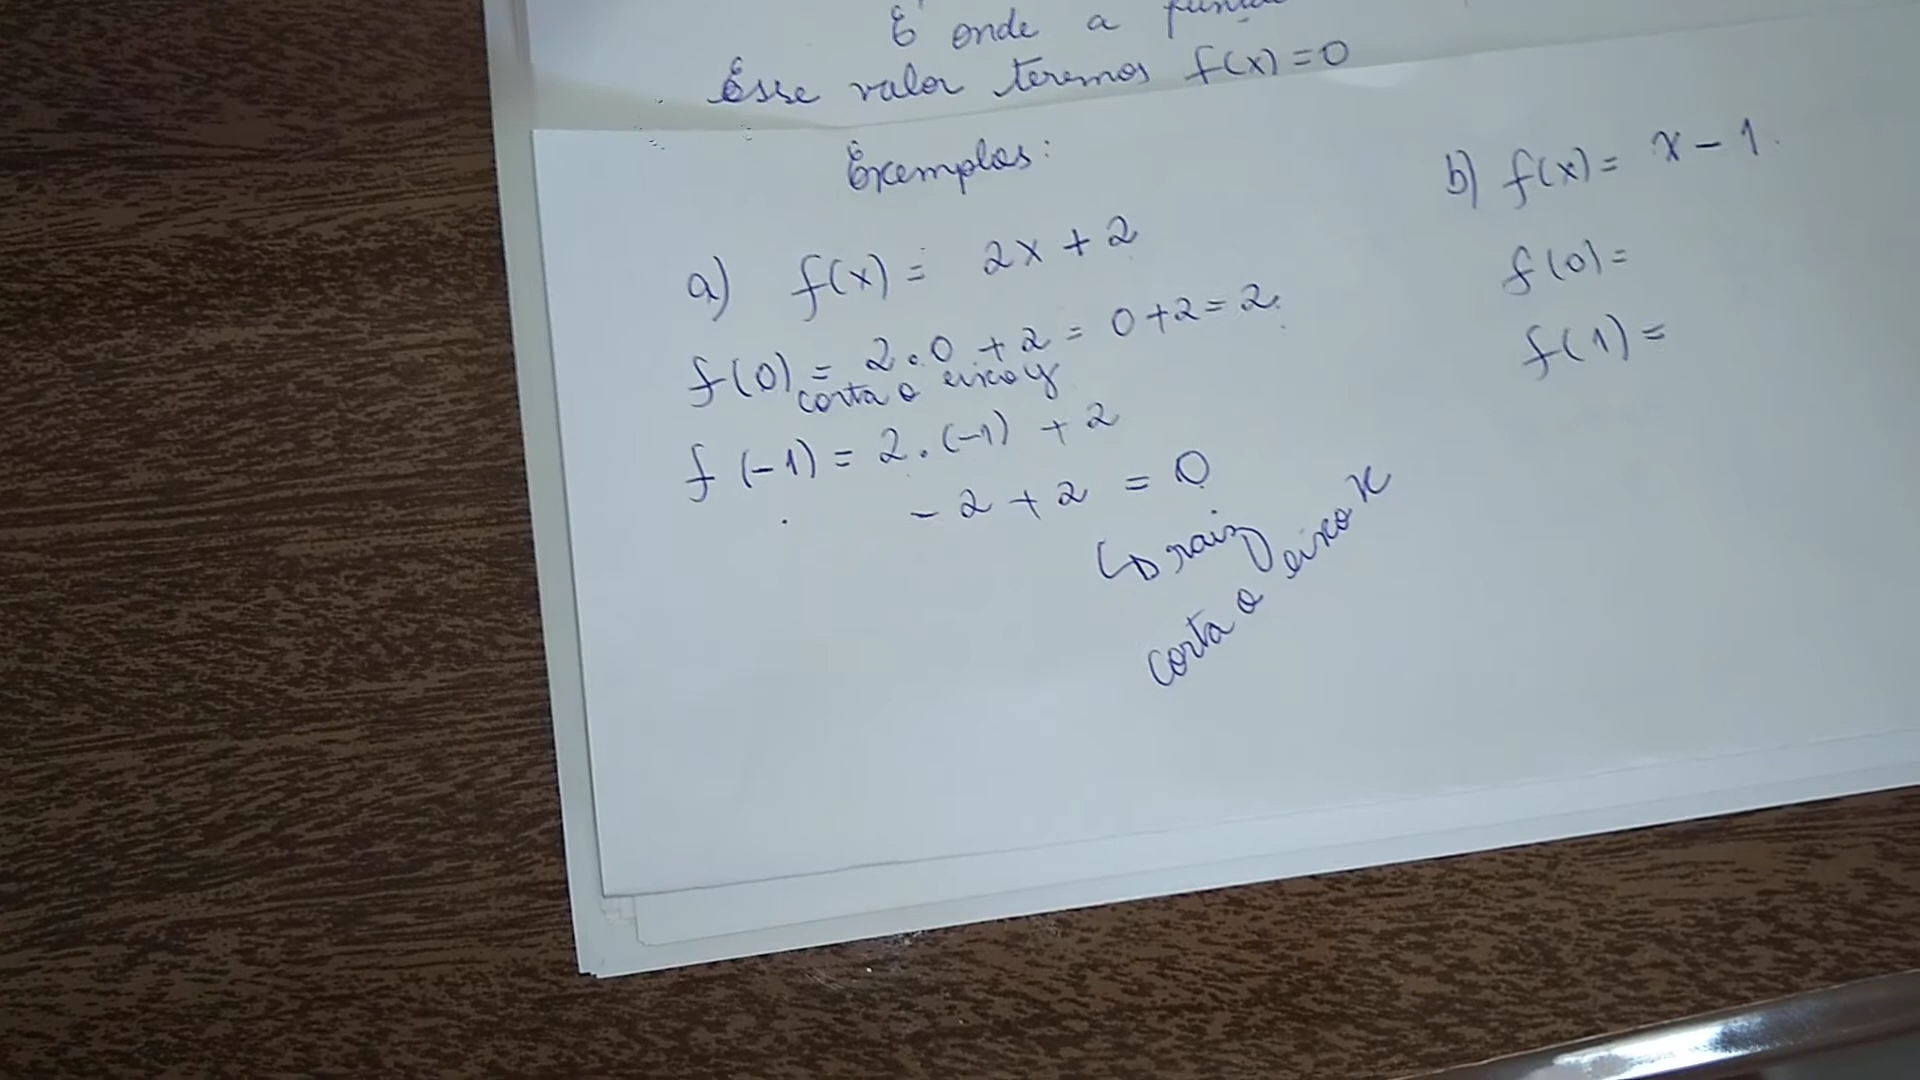 É onde a
Esse valor teremos f(x) = 0
Exemplos:
a) f(x) = 2x + 2
f(0) = 2.0 + 2 = 0+2 = 2.
corta o eixo y
f(-1) = 2.(-1) + 2
-2 + 2 = 0
raiz
corta o eixo x
b) f(x) = x - 1.
f(0) =
f(1) =